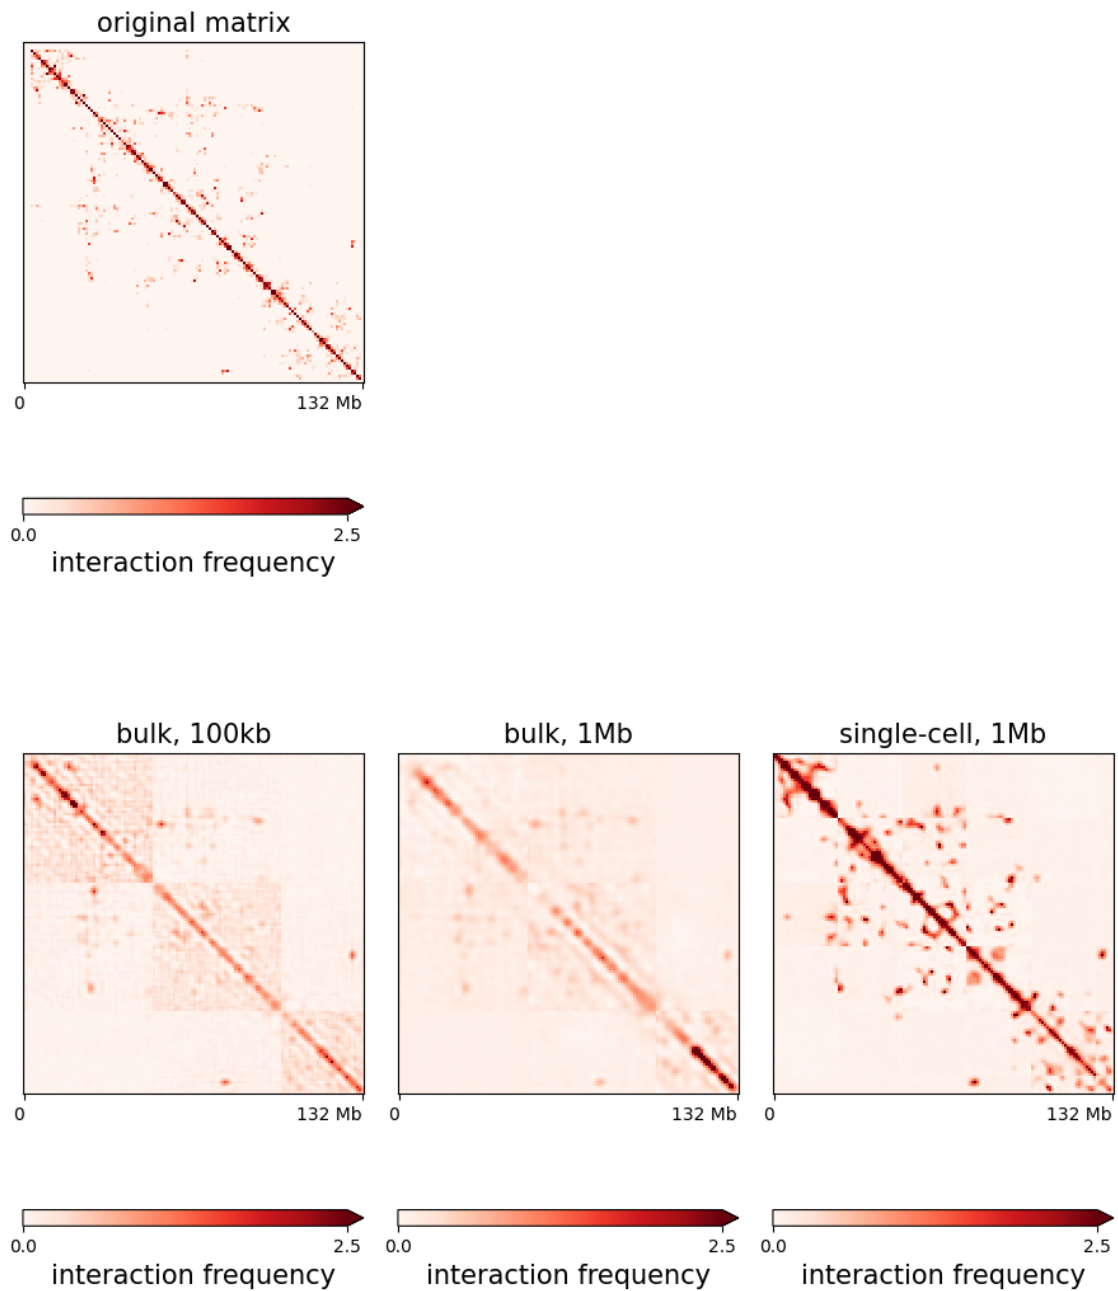 original matrix
0 132 Mb
0.0 2.5
interaction frequency
bulk, 100kb bulk, 1Mb single-cell, 1Mb
0 132 Mb 0 132 Mb 0 132 Mb
0.0 2.5 0.0 2.5 0.0 2.5
interaction frequency interaction frequency interaction frequency